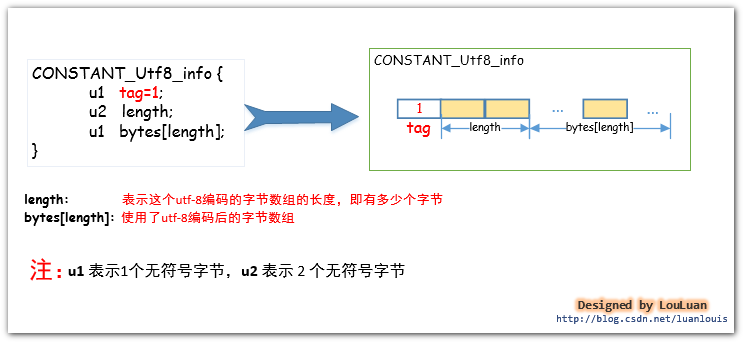 CONSTANT_Utf8_info {
u1 tag=1;
u2 length;
u1 bytes[length];
}
CONSTANT_Utf8_info
1
... ...
tag
length
bytes[length]
length: 表示这个utf-8编码的字节数组的长度，即有多少个字节
bytes[length]: 使用了utf-8编码后的字节数组
注：u1 表示1个无符号字节，u2 表示 2 个无符号字节
Designed by LouLuan
http://blog.csdn.net/luanlouis